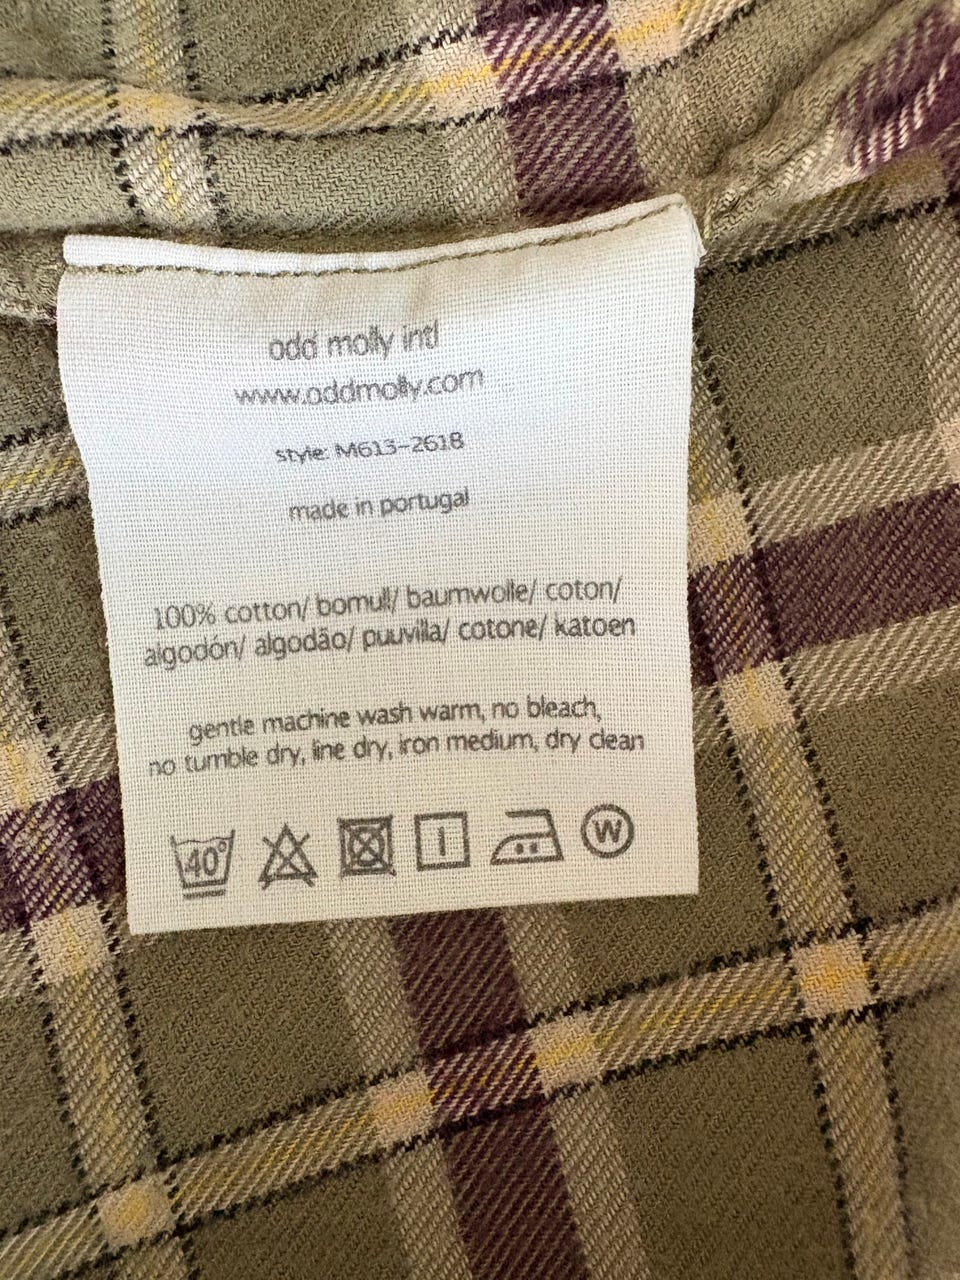 odd molly intl
www.oddmolly.com
style: M613-2618
made in portugal
100% cotton/ bomull/ baumwolle/ coton/
algodón/ algodão/ puuvilla/ cotone/ katoen
gentle machine wash warm, no bleach,
no tumble dry, line dry, iron medium, dry clean
40° W